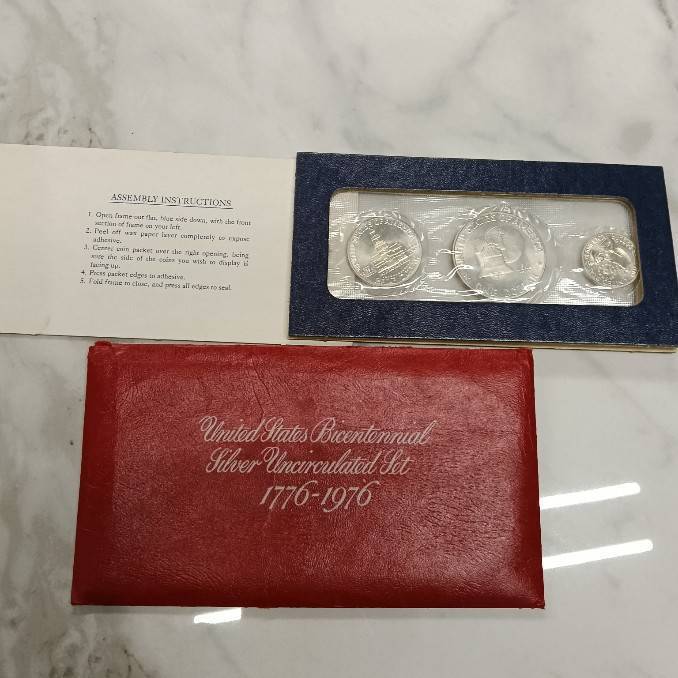 ASSEMBLY INSTRUCTIONS
1. Open frame out flat, blue side down, with the front
section of frame on your left.
2. Peel off wax paper layer completely to expose
adhesive.
3. Center coin packet over the right opening, being
sure the side of the coins you wish to display is
facing up.
4. Press packet edges to adhesive.
5. Fold frame to close, and press all edges to seal.
United States Bicentennial
Silver Uncirculated Set
1776-1976